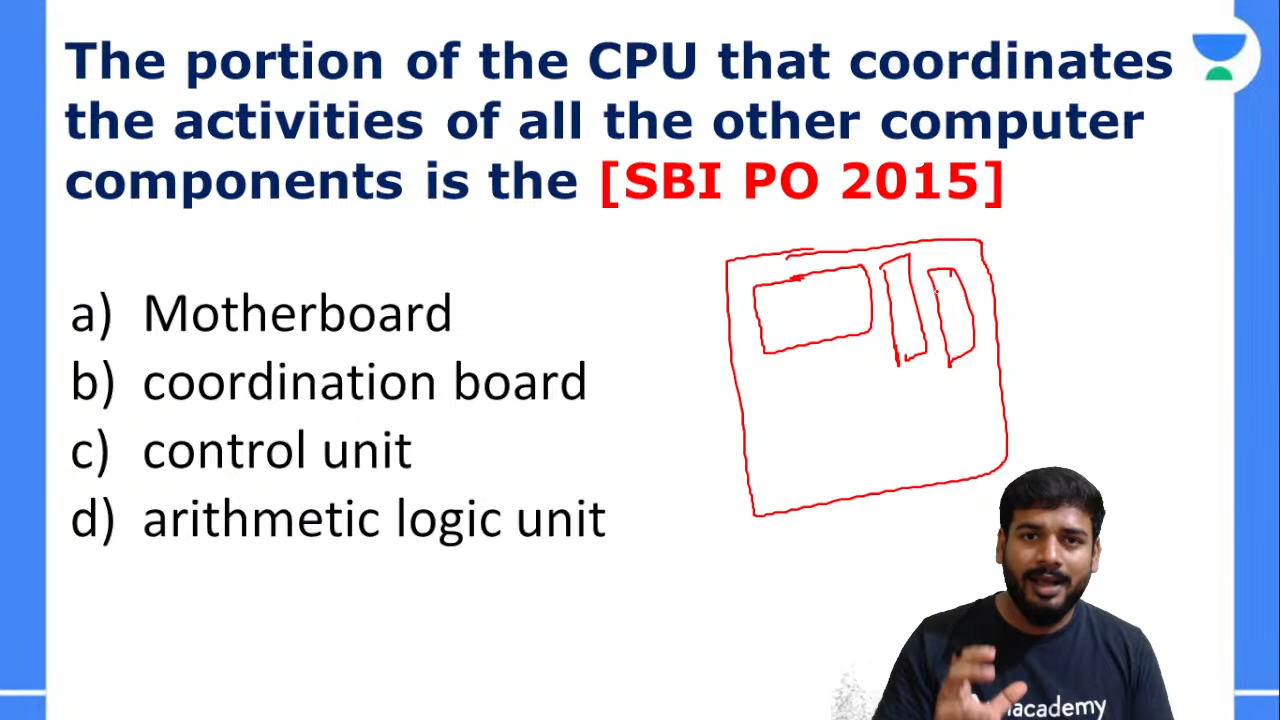 The portion of the CPU that coordinates
the activities of all the other computer
components is the [SBI PO 2015]
a) Motherboard
b) coordination board
c) control unit
d) arithmetic logic unit